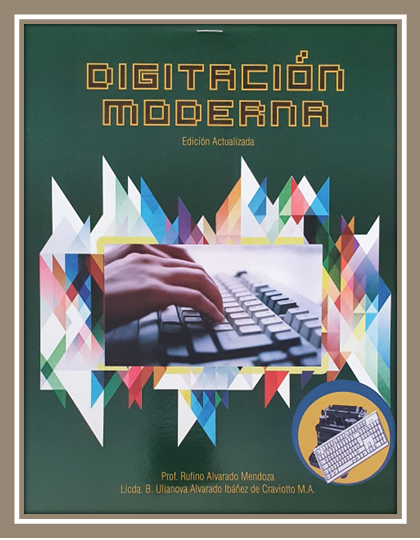 DIGITACIÓN
MODERNA
Edición Actualizada
Prof. Rufino Alvarado Mendoza
Licda. B. Ulianova Alvarado Ibáñez de Craviotto M.A.